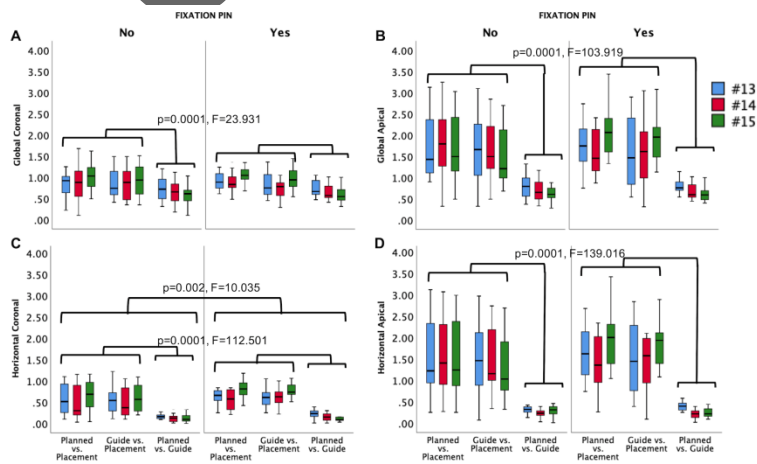 FIXATION PIN
FIXATION PIN
A
No
Yes
B
No
Yes
Global Coronal
4.00
3.50
3.00
2.50
2.00
1.50
1.00
.50
.00
p=0.0001, F=23.931
Global Apical
4.00
3.50
3.00
2.50
2.00
1.50
1.00
.50
.00
p=0.0001, F=103.919
#13
#14
#15
C
Horizontal Coronal
4.00
3.50
3.00
2.50
2.00
1.50
1.00
.50
.00
p=0.002, F=10.035
p=0.0001, F=112.501
Planned vs. Placement
Guide vs. Placement
Planned vs. Guide
Planned vs. Placement
Guide vs. Placement
Planned vs. Guide
D
Horizontal Apical
4.00
3.50
3.00
2.50
2.00
1.50
1.00
.50
.00
p=0.0001, F=139.016
Planned vs. Placement
Guide vs. Placement
Planned vs. Guide
Planned vs. Placement
Guide vs. Placement
Planned vs. Guide